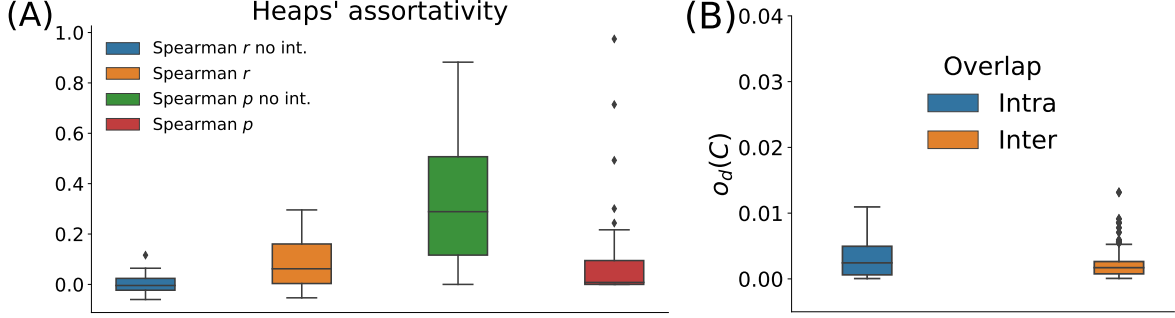 (A)
Heaps' assortativity
1.0
0.8
0.6
0.4
0.2
0.0
Spearman r no int.
Spearman r
Spearman p no int.
Spearman p
(B)
0.04
0.03
0.02
0.01
0.00
o_d(C)
Overlap
Intra
Inter